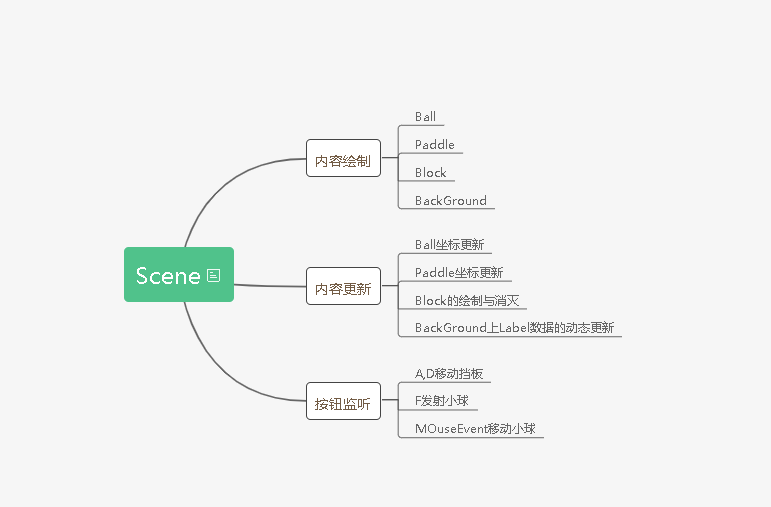 Scene
内容绘制
Ball
Paddle
Block
BackGround
内容更新
Ball坐标更新
Paddle坐标更新
Block的绘制与消灭
BackGround上Label数据的动态更新
按钮监听
A,D移动挡板
F发射小球
MOuseEvent移动小球